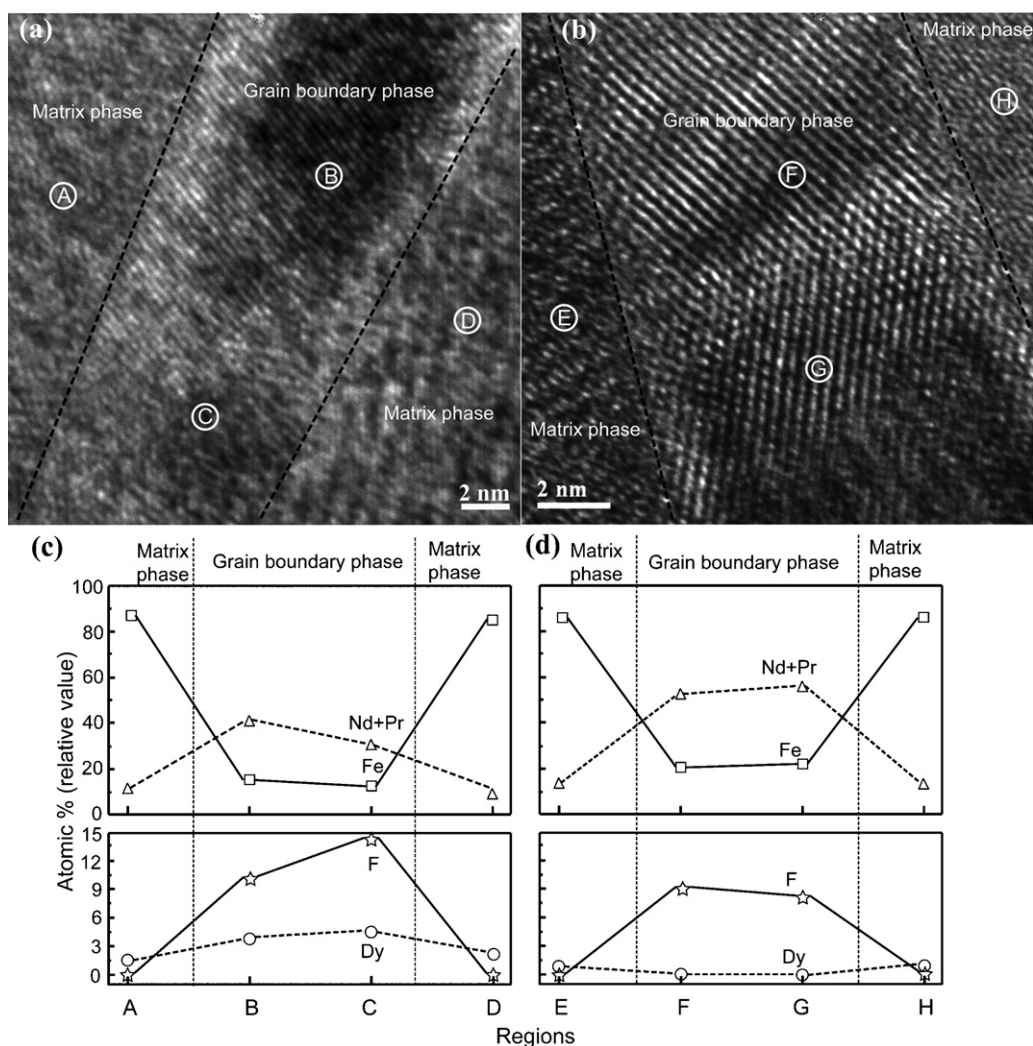 (a)
Matrix phase
Grain boundary phase
A
B
C
D
Matrix phase
2 nm
(b)
Matrix phase
H
Grain boundary phase
F
E
G
Matrix phase
2 nm
(c)
Matrix phase
Grain boundary phase
Matrix phase
(d)
Matrix phase
Grain boundary phase
Matrix phase
Atomic % (relative value)
100
80
60
40
20
0
Nd+Pr
Fe
Nd+Pr
Fe
15
12
9
6
3
0
F
Dy
F
Dy
A B C D
E F G H
Regions